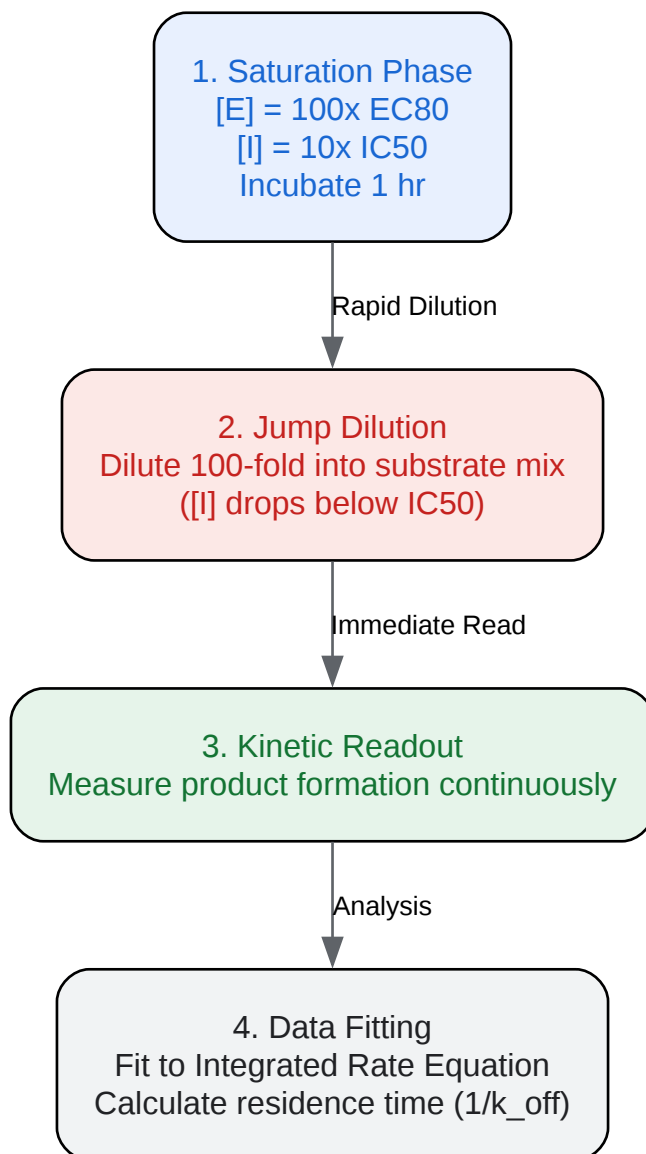 1. Saturation Phase
[E] = 100x EC80
[I] = 10x IC50
Incubate 1 hr
Rapid Dilution
2. Jump Dilution
Dilute 100-fold into substrate mix
([I] drops below IC50)
Immediate Read
3. Kinetic Readout
Measure product formation continuously
Analysis
4. Data Fitting
Fit to Integrated Rate Equation
Calculate residence time (1/k_off)